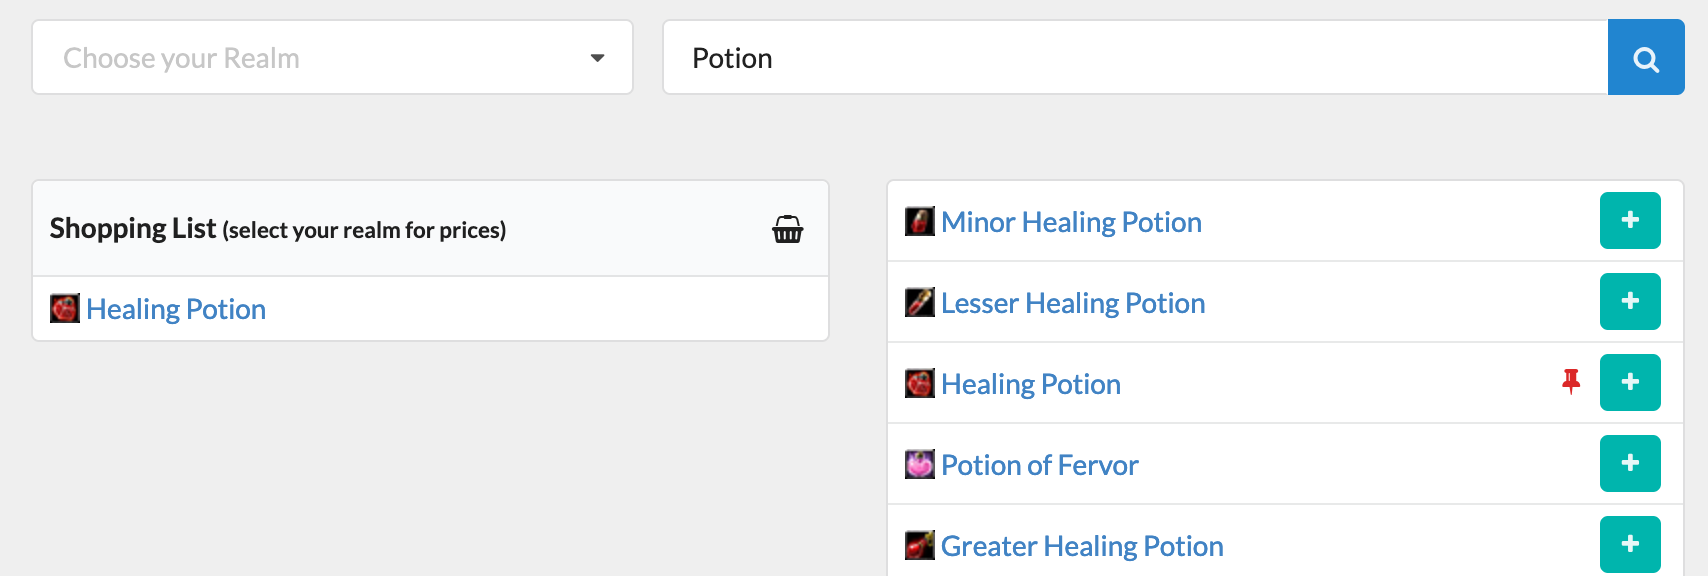 Choose your Realm
Potion
Shopping List (select your realm for prices)
Healing Potion
Minor Healing Potion
Lesser Healing Potion
Healing Potion
Potion of Fervor
Greater Healing Potion